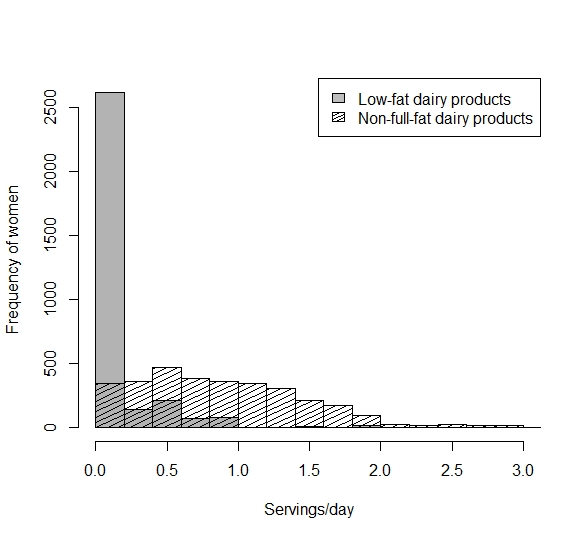 Low-fat dairy products
Non-full-fat dairy products
Frequency of women
2500
2000
1500
1000
500
0
0.0 0.5 1.0 1.5 2.0 2.5 3.0
Servings/day